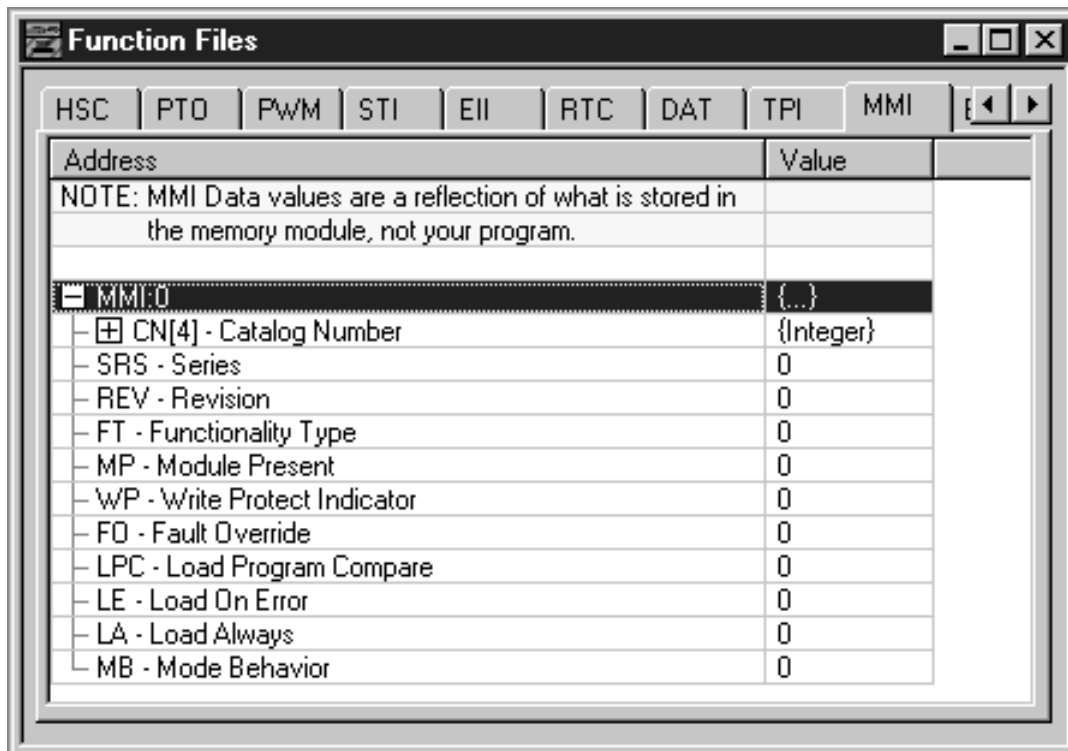 Function Files
HSC PTO PWM STI EII RTC DAT TPI MMI
Address Value
NOTE: MMI Data values are a reflection of what is stored in
the memory module, not your program.
MMI:0 {...}
CN[4] - Catalog Number {Integer}
SRS - Series 0
REV - Revision 0
FT - Functionality Type 0
MP - Module Present 0
WP - Write Protect Indicator 0
FO - Fault Override 0
LPC - Load Program Compare 0
LE - Load On Error 0
LA - Load Always 0
MB - Mode Behavior 0